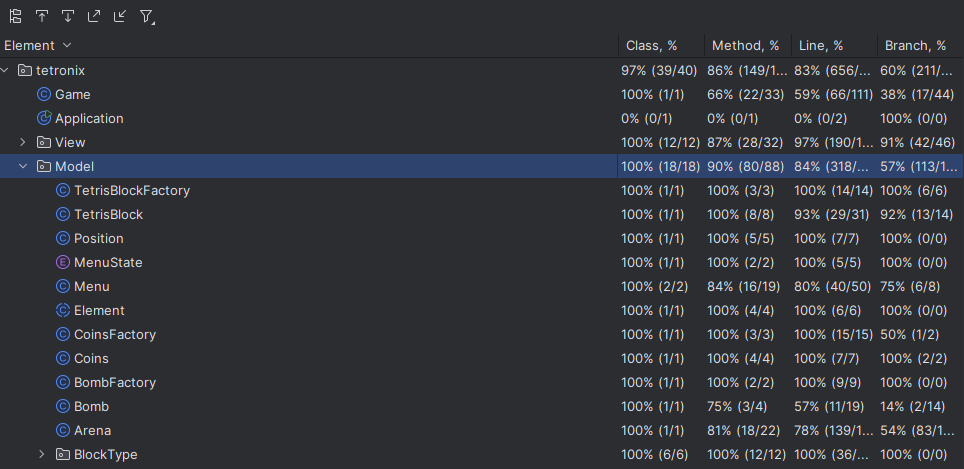 Element Class, % Method, % Line, % Branch, %
tetronix 97% (39/40) 86% (149/1... 83% (656/... 60% (211/...
Game 100% (1/1) 66% (22/33) 59% (66/111) 38% (17/44)
Application 0% (0/1) 0% (0/1) 0% (0/2) 100% (0/0)
View 100% (12/12) 87% (28/32) 97% (190/1... 91% (42/46)
Model 100% (18/18) 90% (80/88) 84% (318/... 57% (113/1...
TetrisBlockFactory 100% (1/1) 100% (3/3) 100% (14/14) 100% (6/6)
TetrisBlock 100% (1/1) 100% (8/8) 93% (29/31) 92% (13/14)
Position 100% (1/1) 100% (5/5) 100% (7/7) 100% (0/0)
MenuState 100% (1/1) 100% (2/2) 100% (5/5) 100% (0/0)
Menu 100% (2/2) 84% (16/19) 80% (40/50) 75% (6/8)
Element 100% (1/1) 100% (4/4) 100% (6/6) 100% (0/0)
CoinsFactory 100% (1/1) 100% (3/3) 100% (15/15) 50% (1/2)
Coins 100% (1/1) 100% (4/4) 100% (7/7) 100% (2/2)
BombFactory 100% (1/1) 100% (2/2) 100% (9/9) 100% (0/0)
Bomb 100% (1/1) 75% (3/4) 57% (11/19) 14% (2/14)
Arena 100% (1/1) 81% (18/22) 78% (139/1... 54% (83/1...
BlockType 100% (6/6) 100% (12/12) 100% (36/... 100% (0/0)